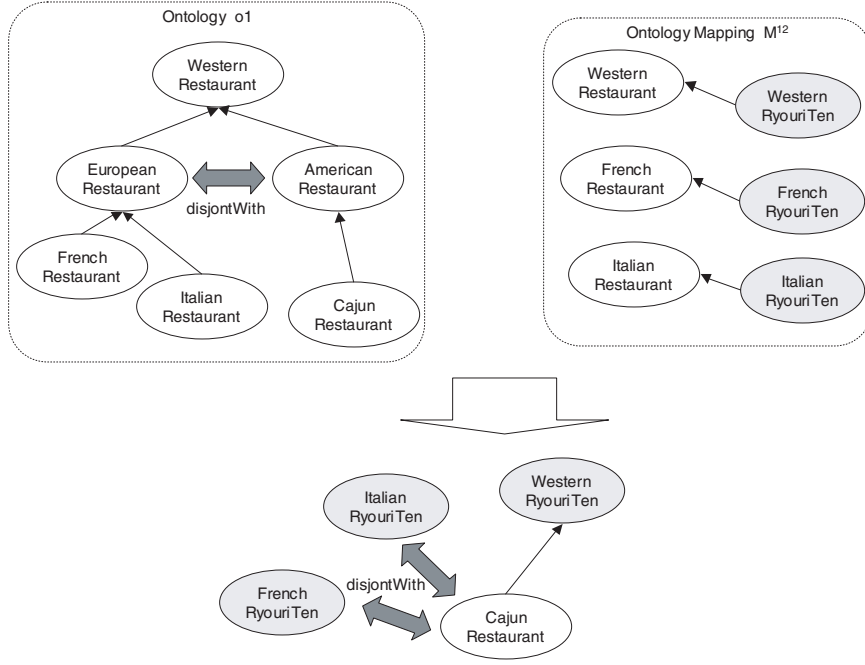 Ontology o1
Western
Restaurant
European
Restaurant
American
Restaurant
disjontWith
French
Restaurant
Italian
Restaurant
Cajun
Restaurant
Ontology Mapping M¹²
Western
Restaurant
Western
RyouriTen
French
Restaurant
French
RyouriTen
Italian
Restaurant
Italian
RyouriTen
Italian
RyouriTen
Western
RyouriTen
disjontWith
French
RyouriTen
Cajun
Restaurant